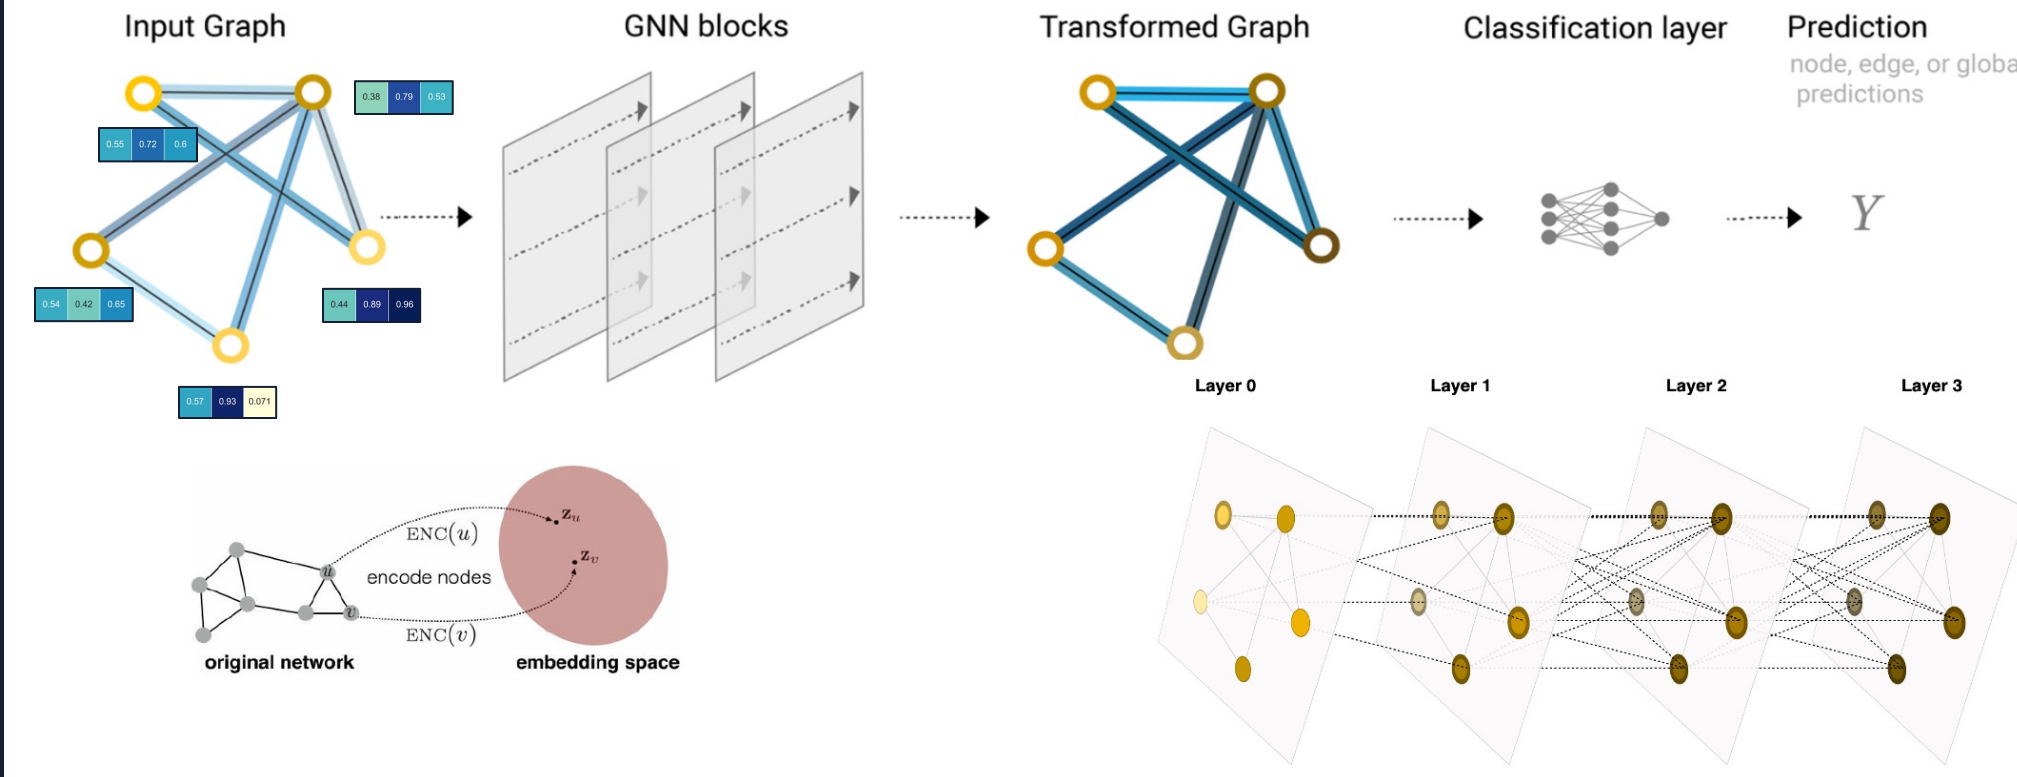 Input Graph
GNN blocks
Transformed Graph
Classification layer
Prediction
node, edge, or globa
predictions
0.38 0.79 0.53
0.55 0.72 0.6
0.54 0.42 0.65
0.44 0.89 0.96
0.57 0.93 0.071
Y
Layer 0
Layer 1
Layer 2
Layer 3
z_u
ENC(u)
z_v
u
encode nodes
v
ENC(v)
original network
embedding space